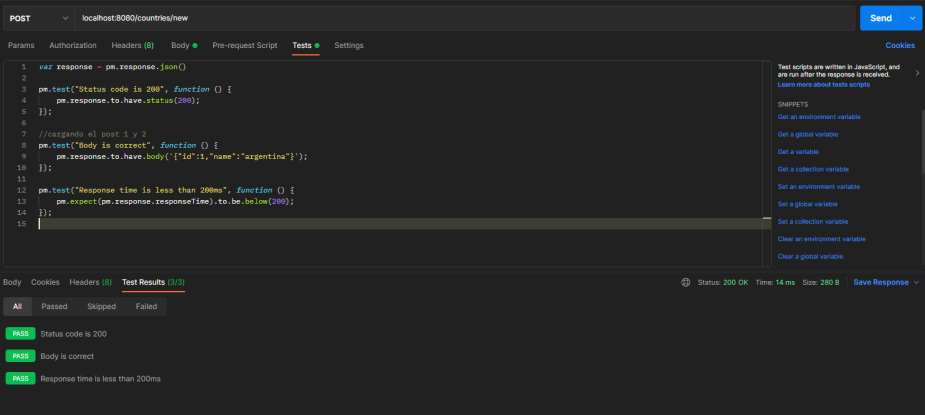 POST localhost:8080/countries/new Send
Params Authorization Headers (8) Body Pre-request Script Tests Settings Cookies
1 var response = pm.response.json()
2
3 pm.test("Status code is 200", function () {
4 pm.response.to.have.status(200);
5 });
6
7 //cargando el post 1 y 2
8 pm.test("Body is correct", function () {
9 pm.response.to.have.body('{"id":1,"name":"argentina"}');
10 });
11
12 pm.test("Response time is less than 200ms", function () {
13 pm.expect(pm.response.responseTime).to.be.below(200);
14 });
15
Test scripts are written in JavaScript, and
are run after the response is received.
Learn more about tests scripts
SNIPPETS
Get an environment variable
Get a global variable
Get a variable
Get a collection variable
Set an environment variable
Set a global variable
Set a collection variable
Clear an environment variable
Clear a global variable
Body Cookies Headers (8) Test Results (3/3) Status: 200 OK Time: 14 ms Size: 280 B Save Response
All Passed Skipped Failed
PASS Status code is 200
PASS Body is correct
PASS Response time is less than 200ms